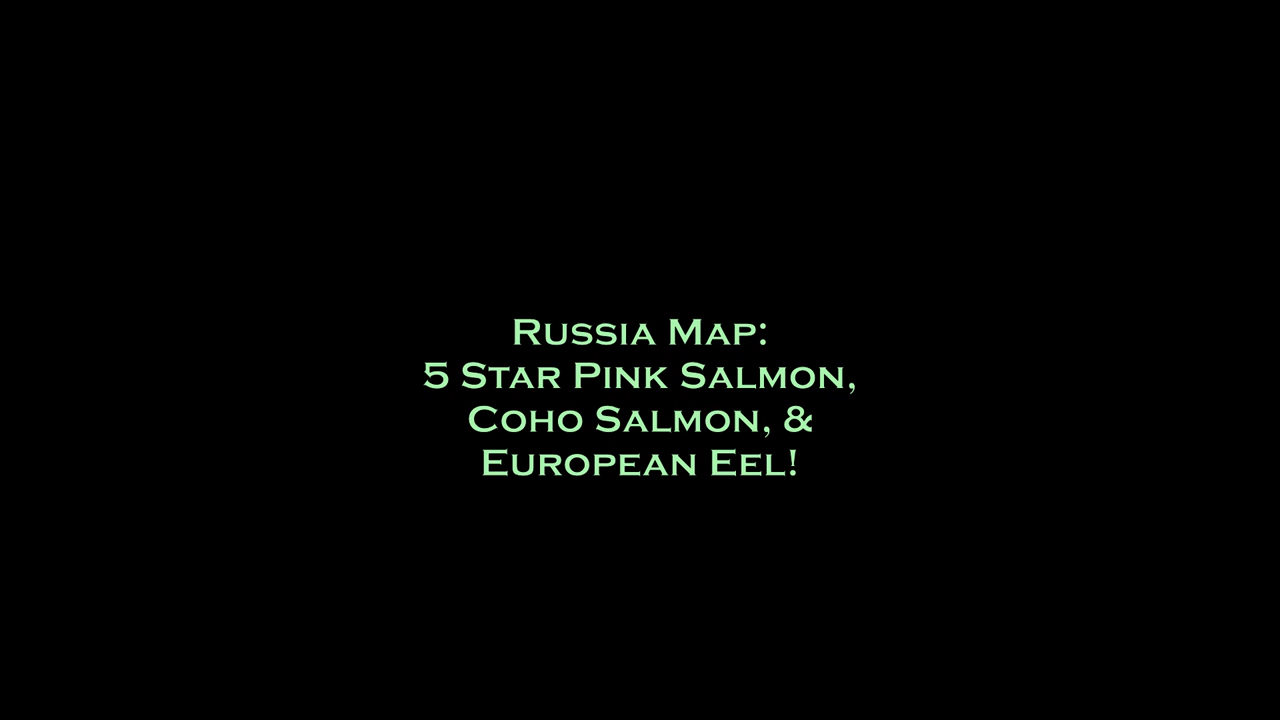 Russia Map:
5 Star Pink Salmon,
Coho Salmon, &
European Eel!